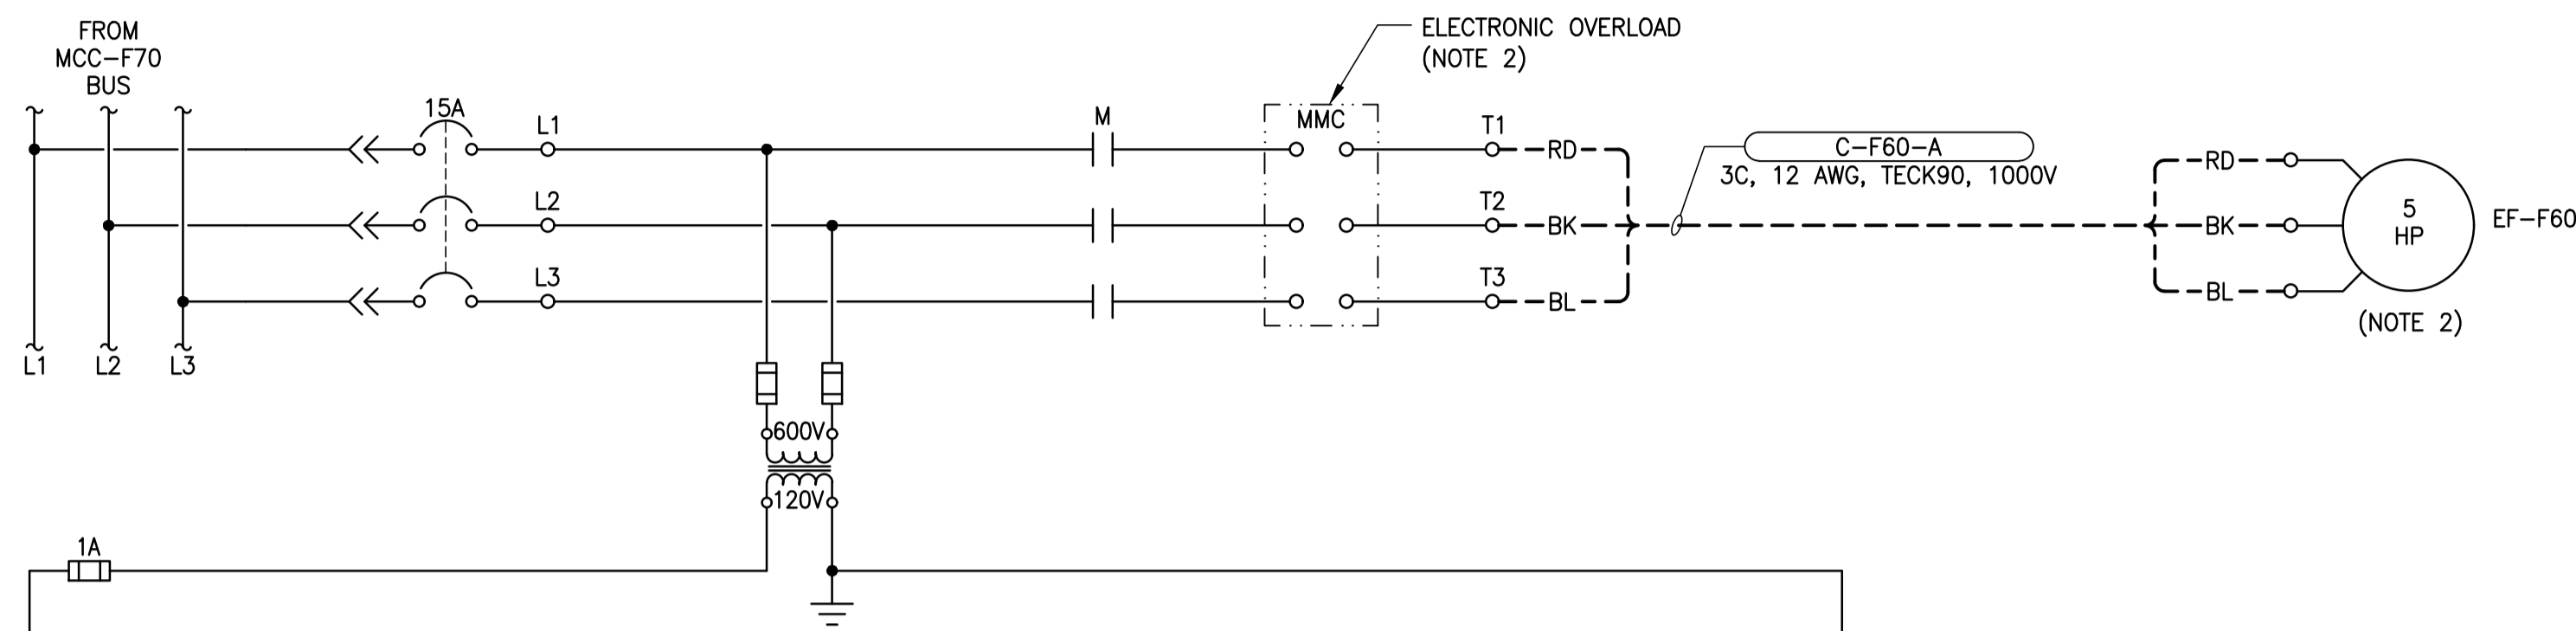 FROM
MCC-F70
BUS
ELECTRONIC OVERLOAD
(NOTE 2)
15A
L1
M
MMC
T1
RD
C-F60-A
3C, 12 AWG, TECK90, 1000V
RD
L2
T2
BK
BK
5
HP
EF-F60
L3
T3
BL
BL
(NOTE 2)
L1
L2
L3
600V
120V
1A